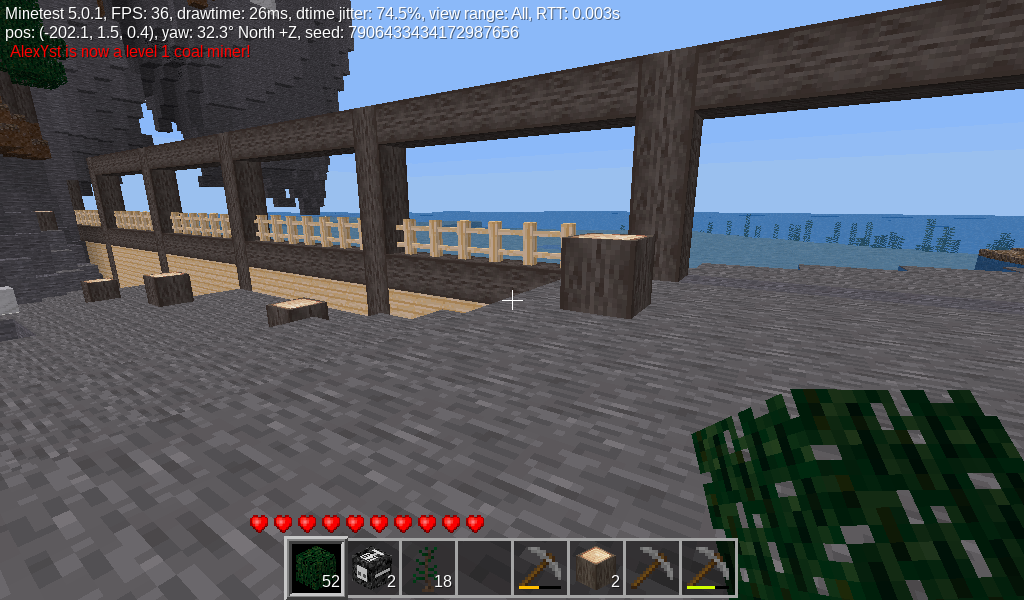 Minetest 5.0.1, FPS: 36, drawtime: 26ms, dtime jitter: 74.5%, view range: All, RTT: 0.003s
pos: (-202.1, 1.5, 0.4), yaw: 32.3° North +Z, seed: 7906433434172987656
AlexYst is now a level 1 coal miner!
52 2 18 2